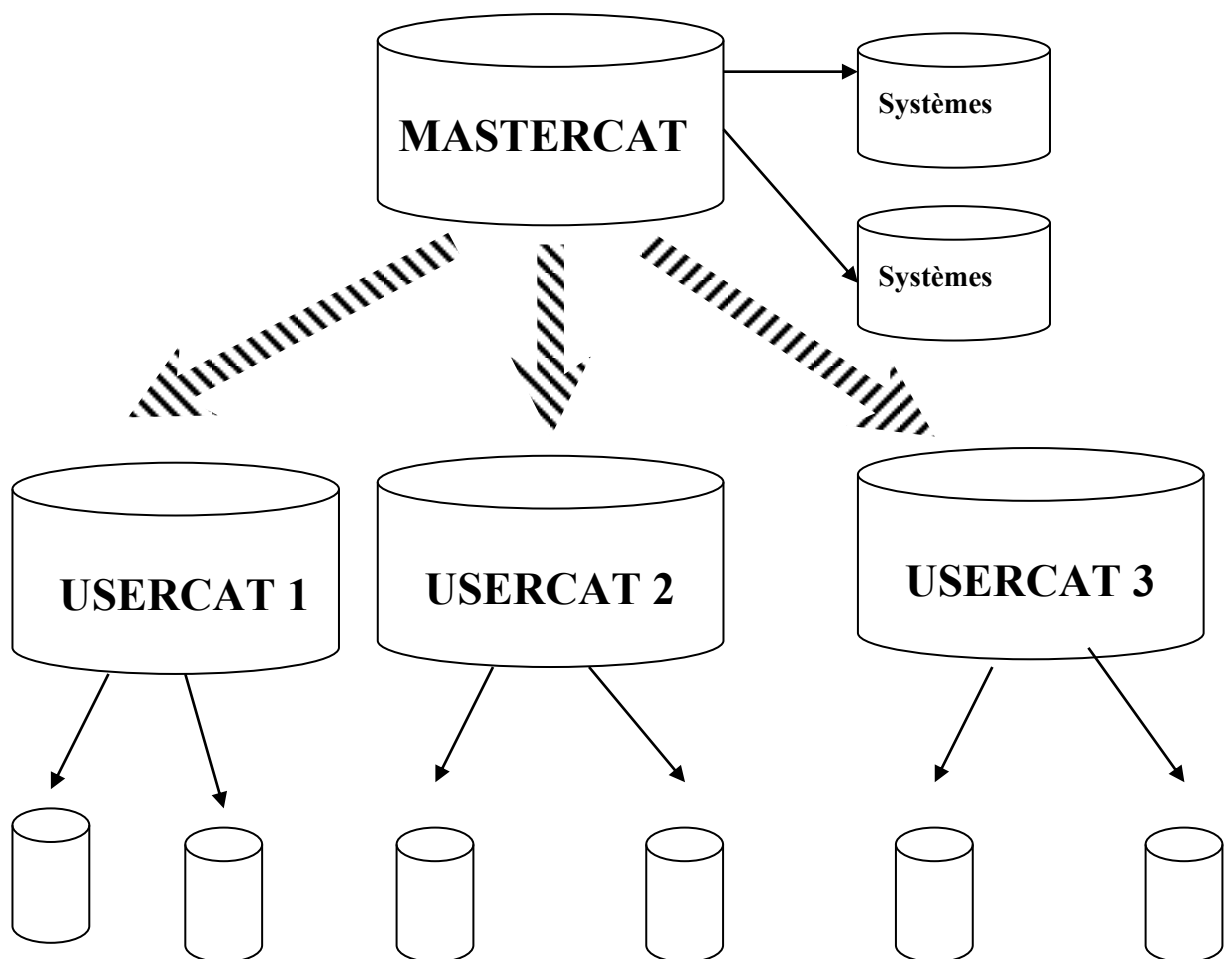 MASTERCAT
Systèmes
Systèmes
USERCAT 1
USERCAT 2
USERCAT 3